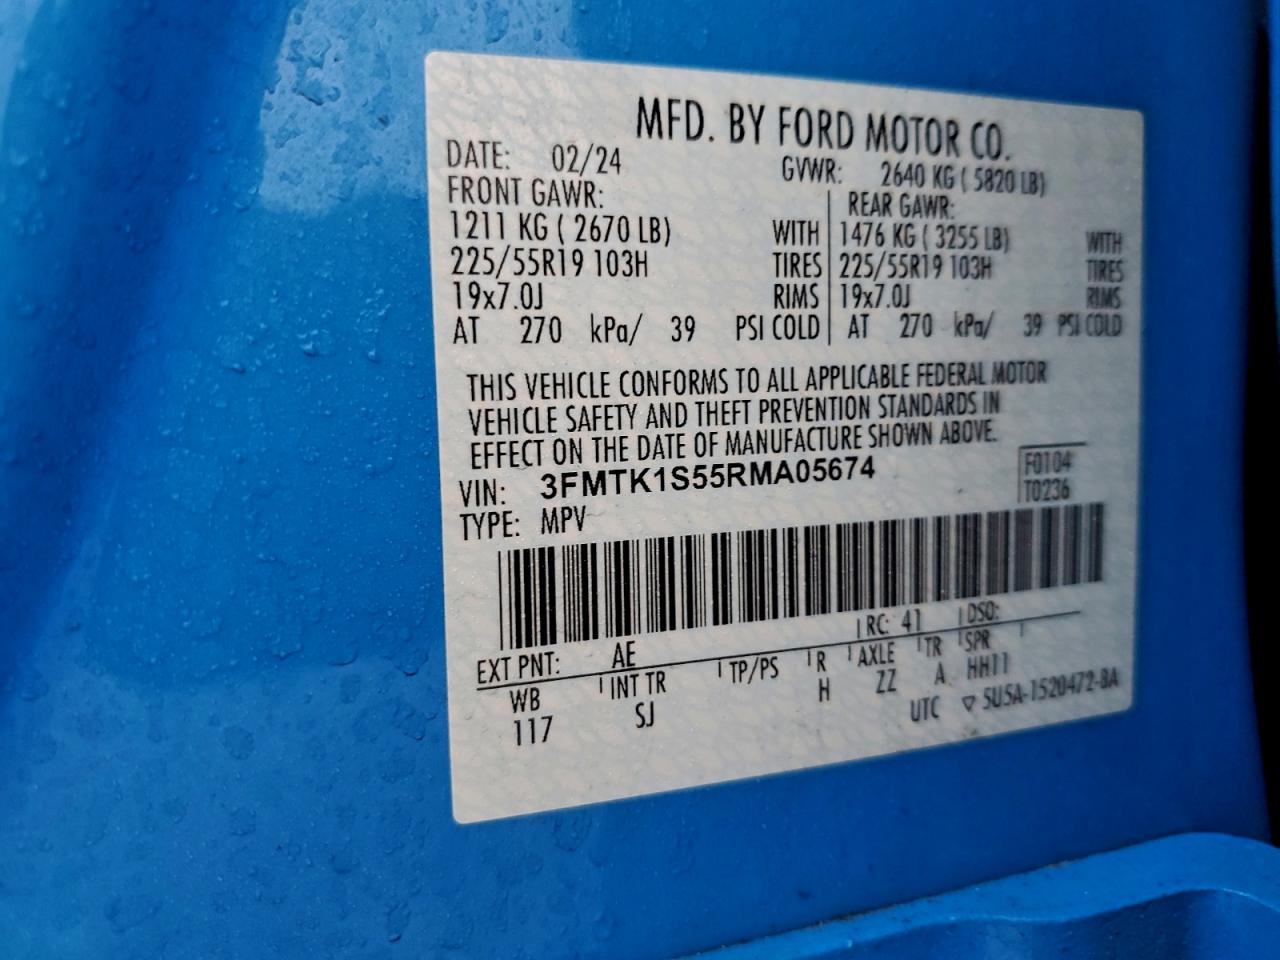 MFD. BY FORD MOTOR CO.
DATE: 02/24 GVWR: 2640 KG ( 5820 LB)
FRONT GAWR: REAR GAWR:
1211 KG ( 2670 LB) WITH 1476 KG ( 3255 LB) WITH
225/55R19 103H TIRES 225/55R19 103H TIRES
19x7.0J RIMS 19x7.0J RIMS
AT 270 kPa/ 39 PSI COLD AT 270 kPa/ 39 PSI COLD
THIS VEHICLE CONFORMS TO ALL APPLICABLE FEDERAL MOTOR
VEHICLE SAFETY AND THEFT PREVENTION STANDARDS IN
EFFECT ON THE DATE OF MANUFACTURE SHOWN ABOVE.
VIN: 3FMTK1S55RMA05674 F0104
TYPE: MPV T0236
EXT PNT: AE RC: 41 DSO:
WB INT TR TP/PS R AXLE TR SPR
117 SJ H ZZ A HH11
UTC ▽ 5U5A-1520472-BA